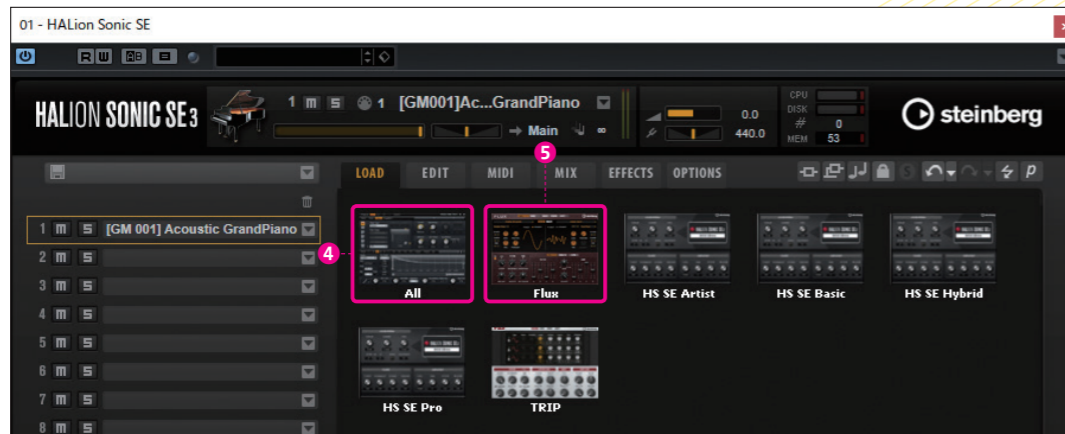 01 - HALion Sonic SE
R W A B
HALION SONIC SE 3
1 m S 1 [GM001]Ac...GrandPiano
Main
0.0
440.0
CPU
DISK
# 0
MEM 53
steinberg
5
LOAD EDIT MIDI MIX EFFECTS OPTIONS
1 m S [GM 001] Acoustic GrandPiano
4
2 m S
3 m S
4 m S
5 m S
6 m S
7 m S
8 m S
All Flux HS SE Artist HS SE Basic HS SE Hybrid
HS SE Pro TRIP